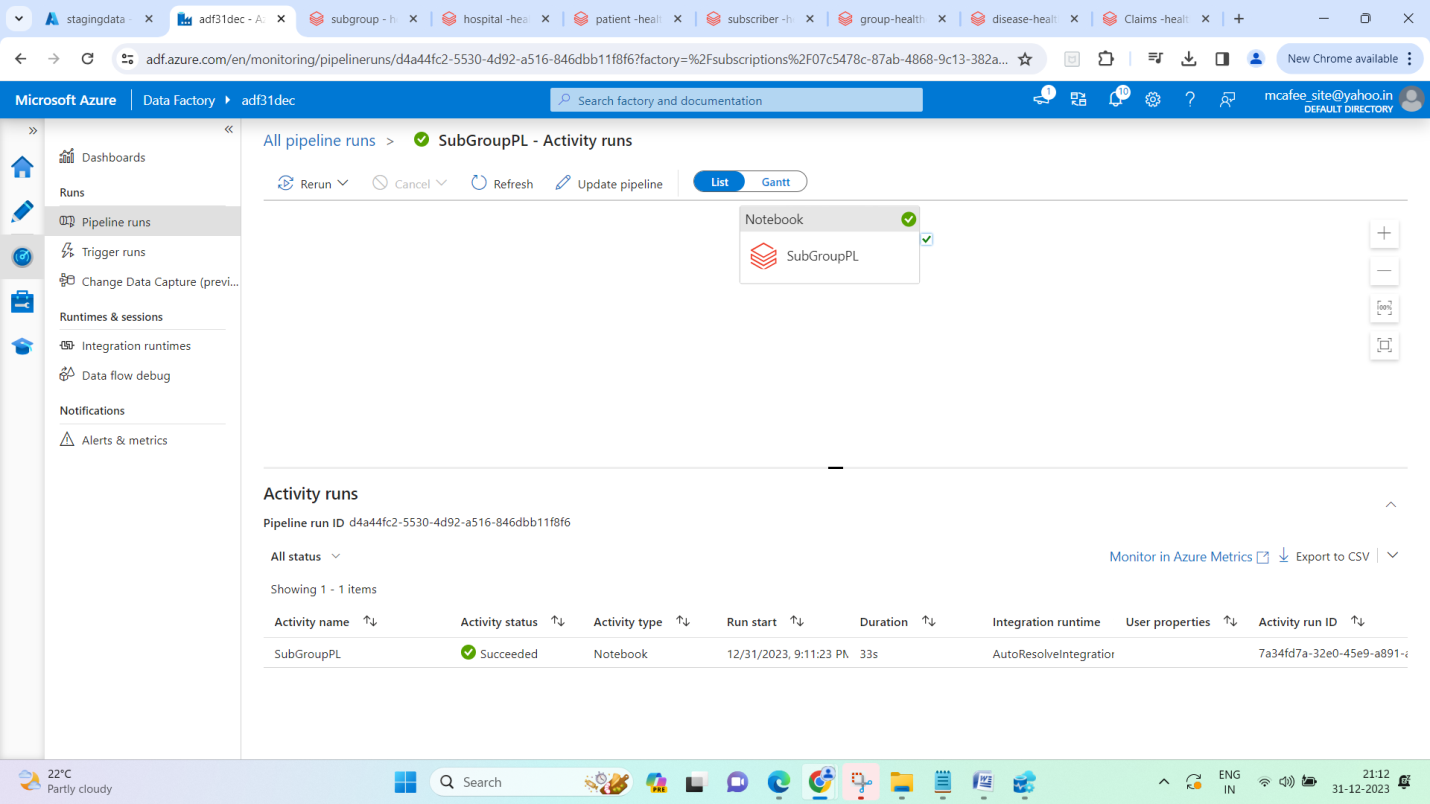 stagingdata -
adf31dec - Az
subgroup - h
hospital -hea
patient -healt
subscriber -h
group-health
disease-healt
Claims -healt
adf.azure.com/en/monitoring/pipelineruns/d4a44fc2-5530-4d92-a516-846dbb11f8f6?factory=%2Fsubscriptions%2F07c5478c-87ab-4868-9c13-382a...
New Chrome available
Microsoft Azure
Data Factory
adf31dec
Search factory and documentation
1
10
mcafee_site@yahoo.in
DEFAULT DIRECTORY
Dashboards
Runs
Pipeline runs
Trigger runs
Change Data Capture (previ...
Runtimes & sessions
Integration runtimes
Data flow debug
Notifications
Alerts & metrics
All pipeline runs > SubGroupPL - Activity runs
Rerun
Cancel
Refresh
Update pipeline
List
Gantt
Notebook
SubGroupPL
100%
Activity runs
Pipeline run ID d4a44fc2-5530-4d92-a516-846dbb11f8f6
All status
Monitor in Azure Metrics
Export to CSV
Showing 1 - 1 items
Activity name Activity status Activity type Run start Duration Integration runtime User properties Activity run ID
SubGroupPL Succeeded Notebook 12/31/2023, 9:11:23 PM 33s AutoResolveIntegration 7a34fd7a-32e0-45e9-a891-a
22°C
Partly cloudy
Search
PRE
ENG
IN
21:12
31-12-2023